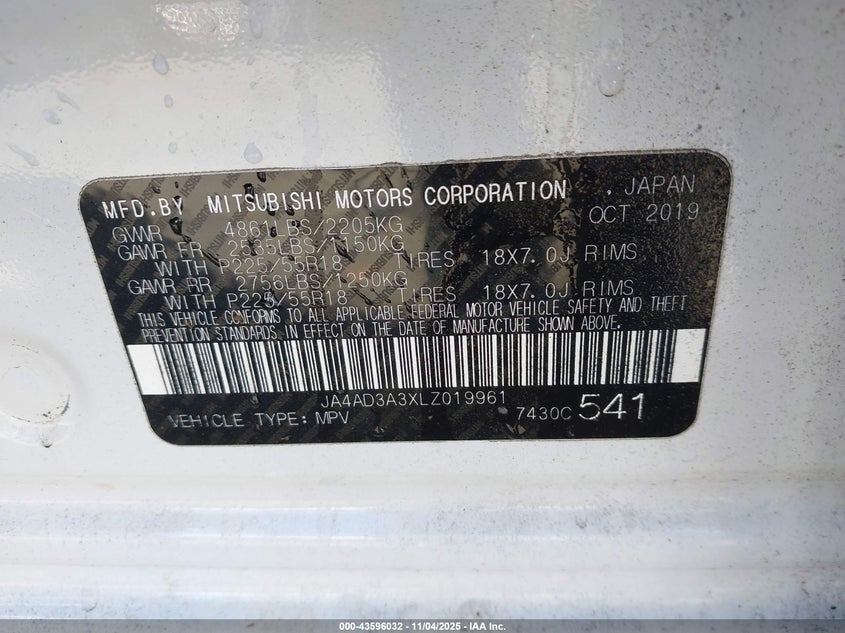 MFD.BY MITSUBISHI MOTORS CORPORATION , JAPAN
OCT 2019
GVWR 4861LBS/2205KG
GAWR FR 2535LBS/1150KG
WITH P225/55R18 TIRES 18X7.0J RIMS
GAWR RR 2756LBS/1250KG
WITH P225/55R18 TIRES 18X7.0J RIMS
THIS VEHICLE CONFORMS TO ALL APPLICABLE FEDERAL MOTOR VEHICLE SAFETY AND THEFT
PREVENTION STANDARDS IN EFFECT ON THE DATE OF MANUFACTURE SHOWN ABOVE.
JA4AD3A3XLZ019961
VEHICLE TYPE: MPV 7430C 541
000-43596032 - 11/04/2025 - IAA Inc.